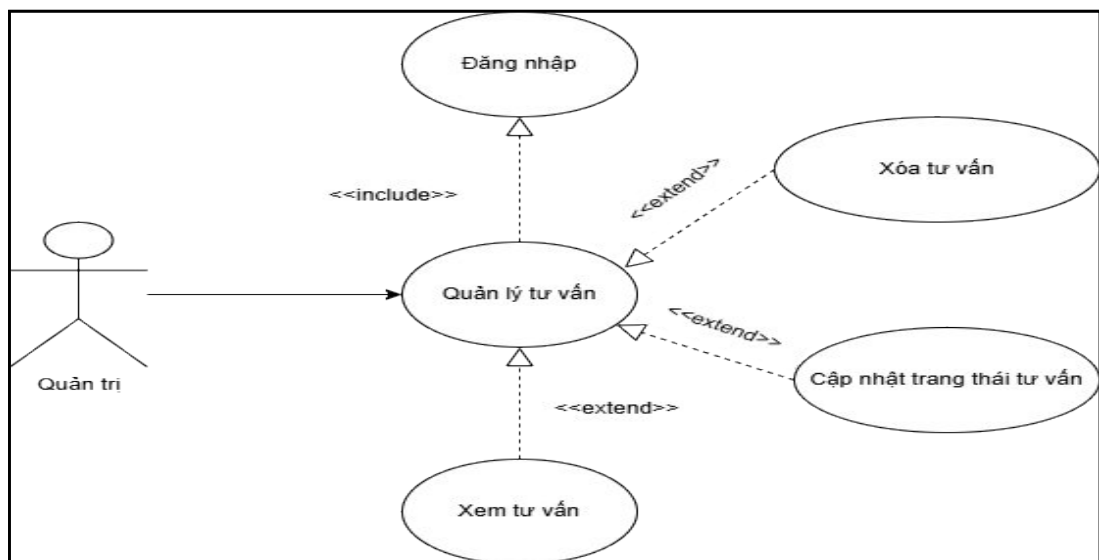 Đăng nhập
Xóa tư vấn
<<extend>>
<<include>>
Quản lý tư vấn
<<extend>>
Cập nhật trang thái tư vấn
Quản trị
<<extend>>
Xem tư vấn